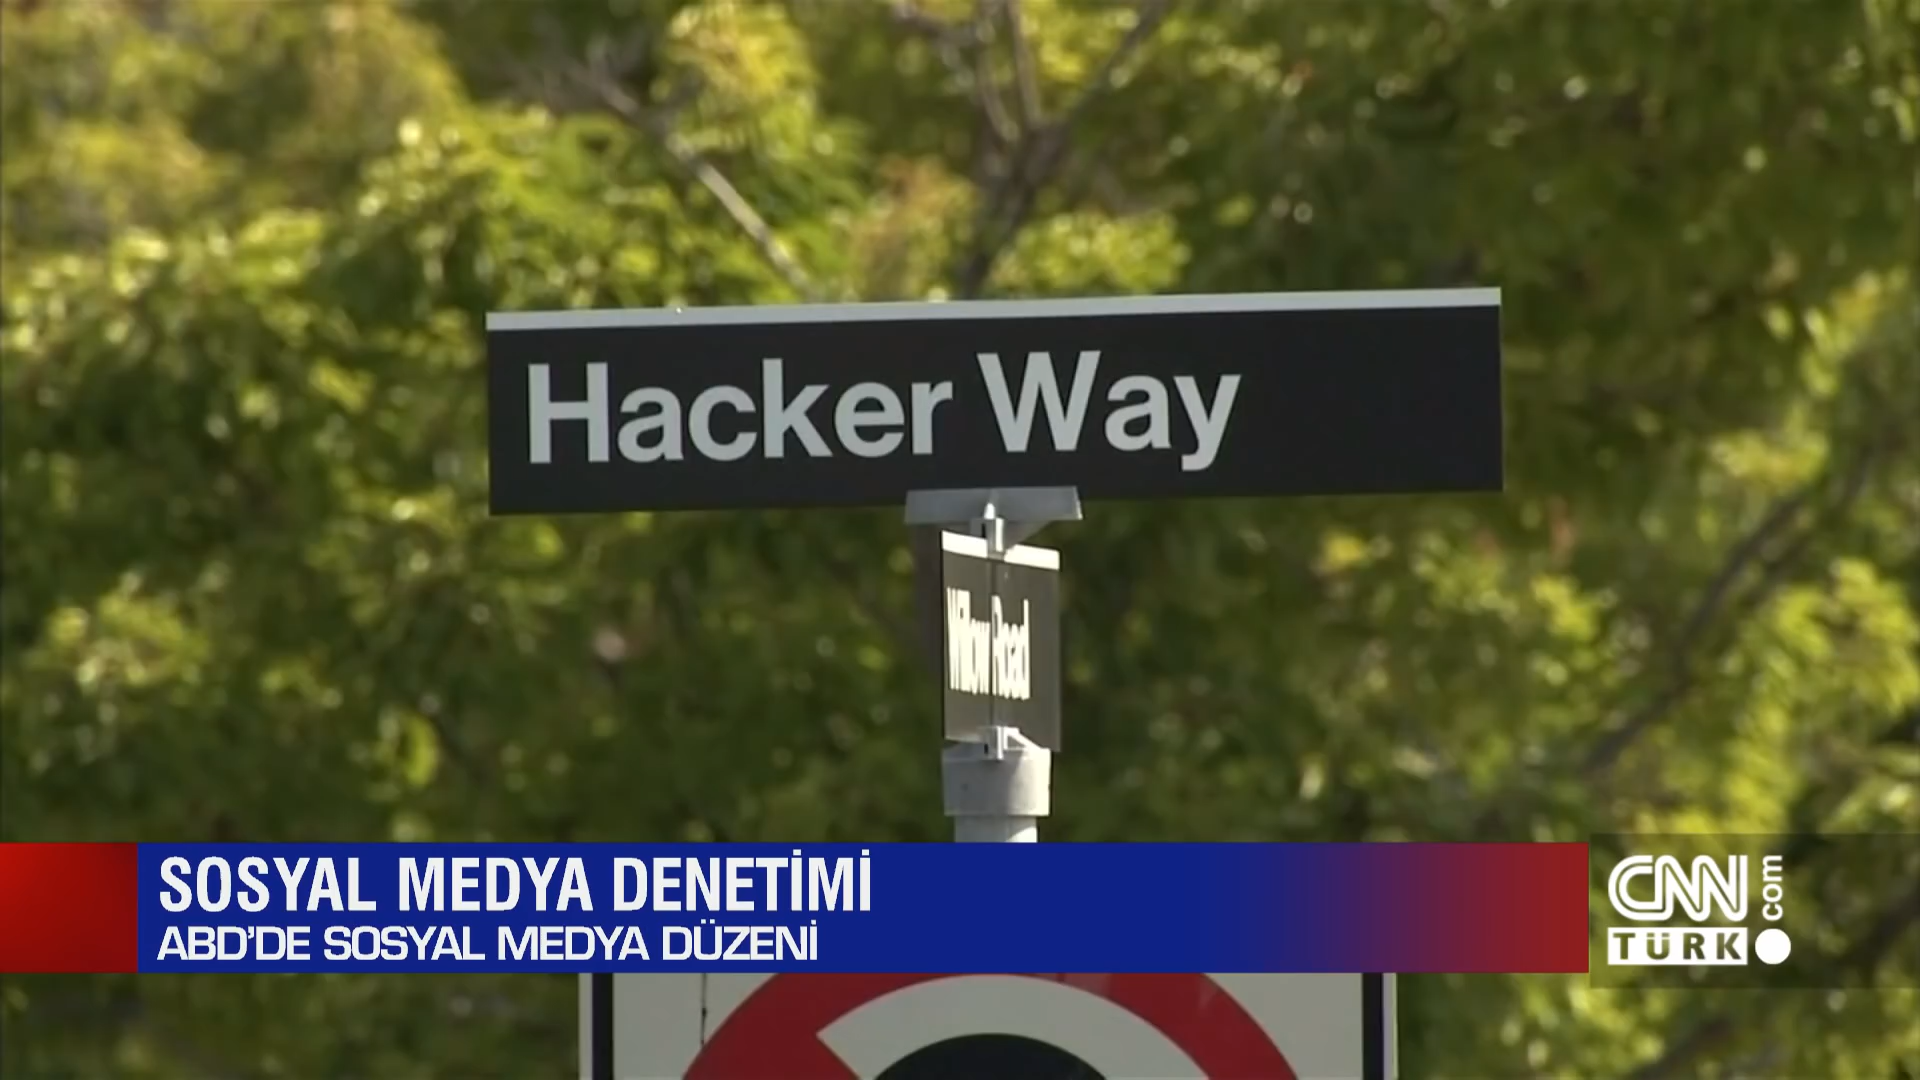 Hacker Way
Willow Road
SOSYAL MEDYA DENETİMİ
ABD'DE SOSYAL MEDYA DÜZENİ
CNN
TÜRK
.com